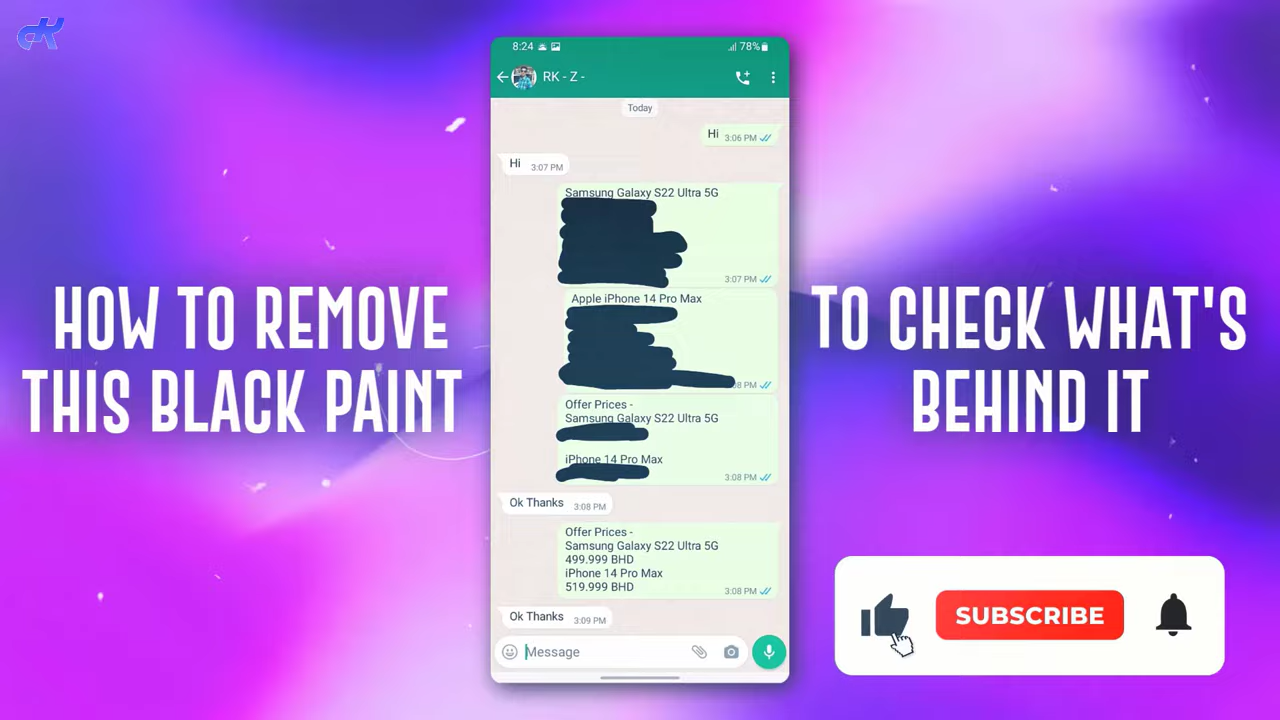 8:24
78%
RK - Z -
Today
Hi 3:06 PM
Hi 3:07 PM
Samsung Galaxy S22 Ultra 5G
3:07 PM
Apple iPhone 14 Pro Max
Offer Prices -
Samsung Galaxy S22 Ultra 5G
iPhone 14 Pro Max
3:08 PM
Ok Thanks 3:08 PM
Offer Prices -
Samsung Galaxy S22 Ultra 5G
499.999 BHD
iPhone 14 Pro Max
519.999 BHD
3:08 PM
Ok Thanks 3:09 PM
Message
HOW TO REMOVE
THIS BLACK PAINT
TO CHECK WHAT'S
BEHIND IT
SUBSCRIBE